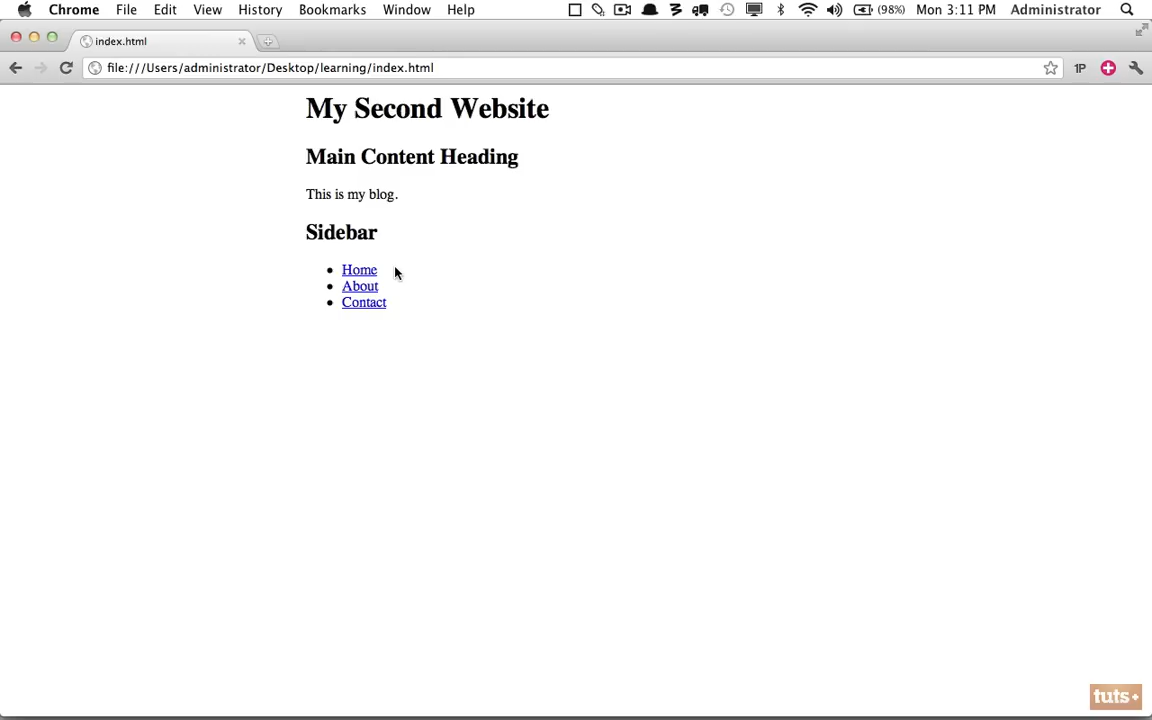 Chrome File Edit View History Bookmarks Window Help (98%) Mon 3:11 PM Administrator
index.html
file:///Users/administrator/Desktop/learning/index.html 1P
My Second Website
Main Content Heading
This is my blog.
Sidebar
Home
About
Contact
tuts+